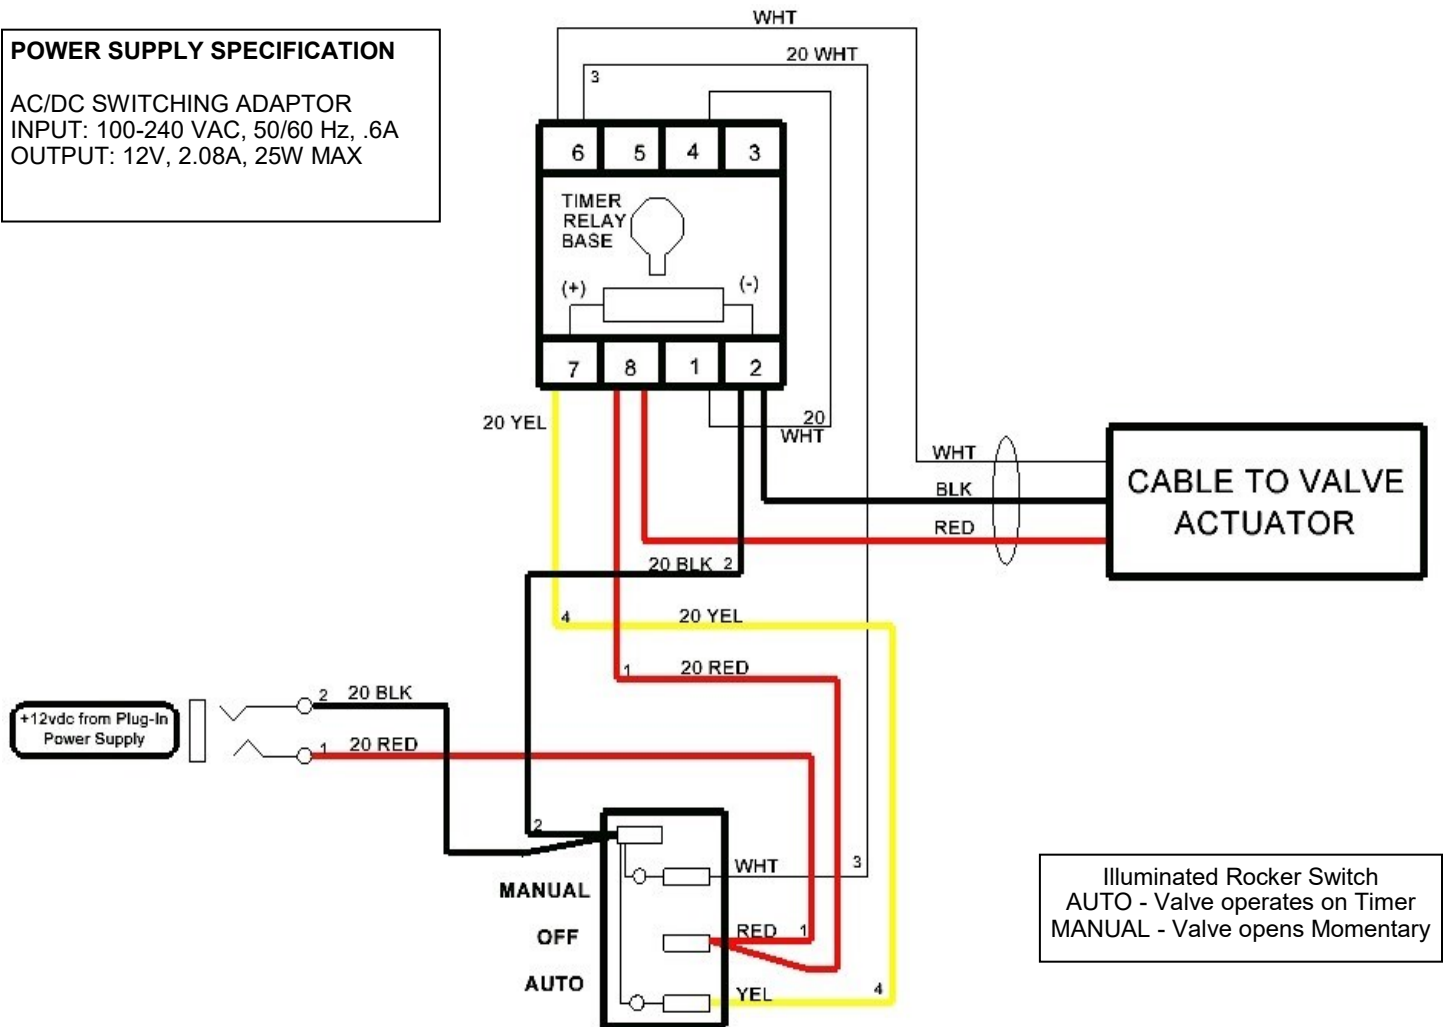 WHT
POWER SUPPLY SPECIFICATION
AC/DC SWITCHING ADAPTOR
INPUT: 100-240 VAC, 50/60 Hz, .6A
OUTPUT: 12V, 2.08A, 25W MAX
20 WHT
3
6 5 4 3
TIMER
RELAY
BASE
(+) (-)
7 8 1 2
20 YEL
20
WHT
WHT
BLK
RED
CABLE TO VALVE
ACTUATOR
20 BLK 2
4 20 YEL
1 20 RED
+12vdc from Plug-In
Power Supply
2 20 BLK
1 20 RED
2
WHT 3
MANUAL
OFF
RED 1
AUTO
YEL 4
Illuminated Rocker Switch
AUTO - Valve operates on Timer
MANUAL - Valve opens Momentary